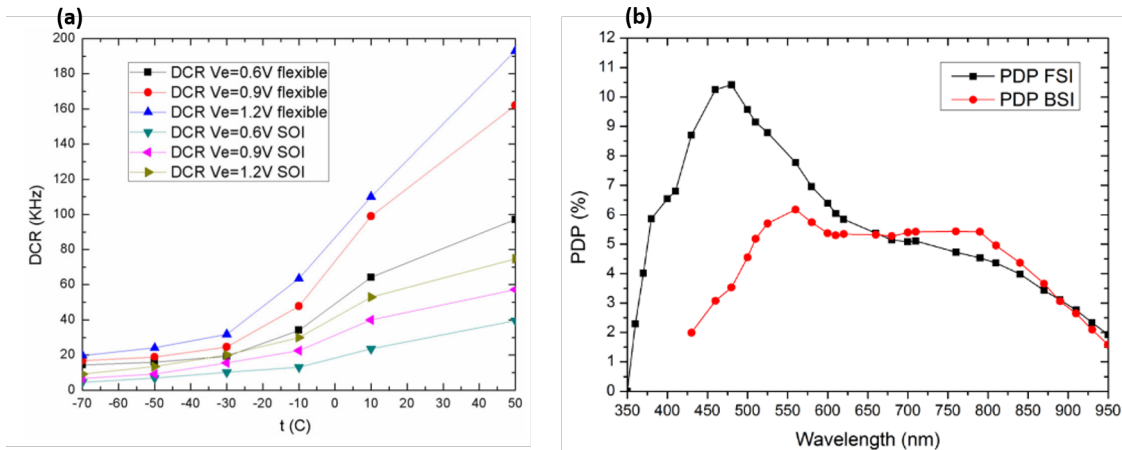 (a)
200
180
160
140
120
100
80
60
40
20
0
DCR (KHz)
DCR Ve=0.6V flexible
DCR Ve=0.9V flexible
DCR Ve=1.2V flexible
DCR Ve=0.6V SOI
DCR Ve=0.9V SOI
DCR Ve=1.2V SOI
-70 -60 -50 -40 -30 -20 -10 0 10 20 30 40 50
t (C)
(b)
12
11
10
9
8
7
6
5
4
3
2
1
0
PDP (%)
PDP FSI
PDP BSI
350 400 450 500 550 600 650 700 750 800 850 900 950
Wavelength (nm)